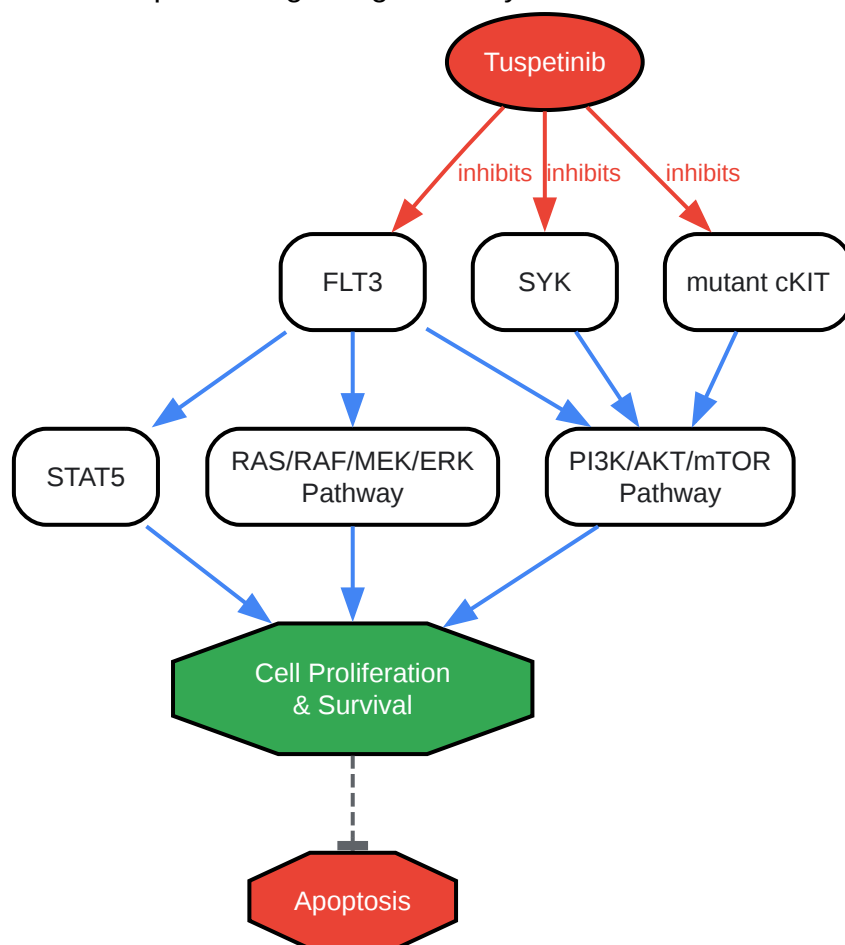 Tuspetinib
inhibits inhibits inhibits
FLT3 SYK mutant cKIT
STAT5
RAS/RAF/MEK/ERK
Pathway
PI3K/AKT/mTOR
Pathway
Cell Proliferation
& Survival
Apoptosis